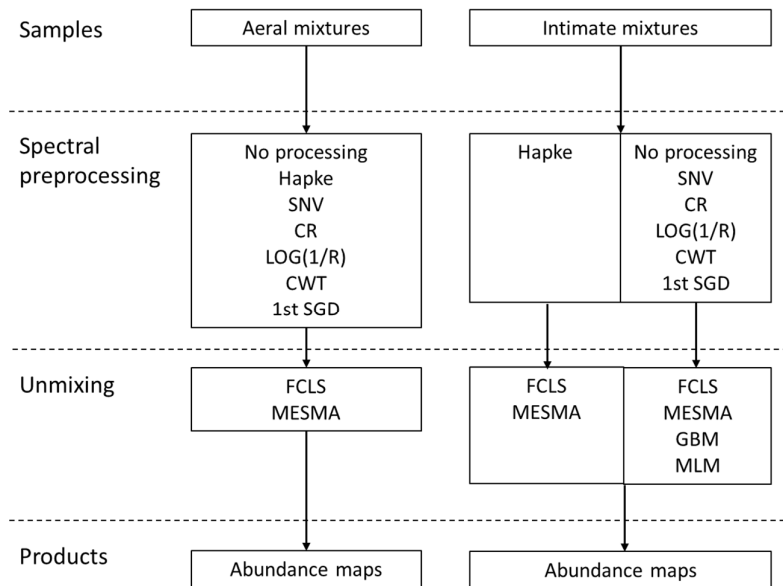 Samples
Aeral mixtures
Intimate mixtures
Spectral
preprocessing
No processing
Hapke
SNV
CR
LOG(1/R)
CWT
1st SGD
Hapke
No processing
SNV
CR
LOG(1/R)
CWT
1st SGD
Unmixing
FCLS
MESMA
FCLS
MESMA
FCLS
MESMA
GBM
MLM
Products
Abundance maps
Abundance maps